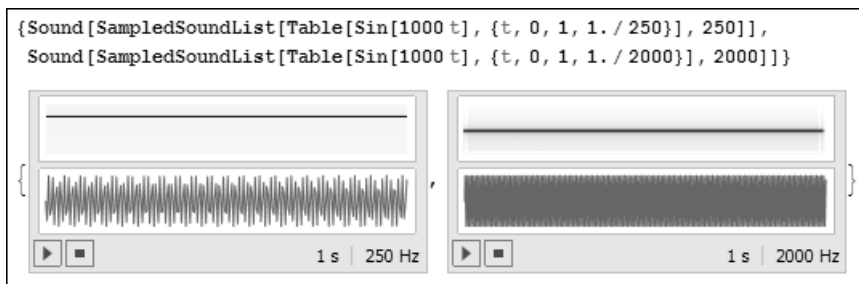 {Sound[SampledSoundList[Table[Sin[1000 t], {t, 0, 1, 1. / 250}], 250]],
Sound[SampledSoundList[Table[Sin[1000 t], {t, 0, 1, 1. / 2000}], 2000]]}
{ , }
1 s | 250 Hz
1 s | 2000 Hz